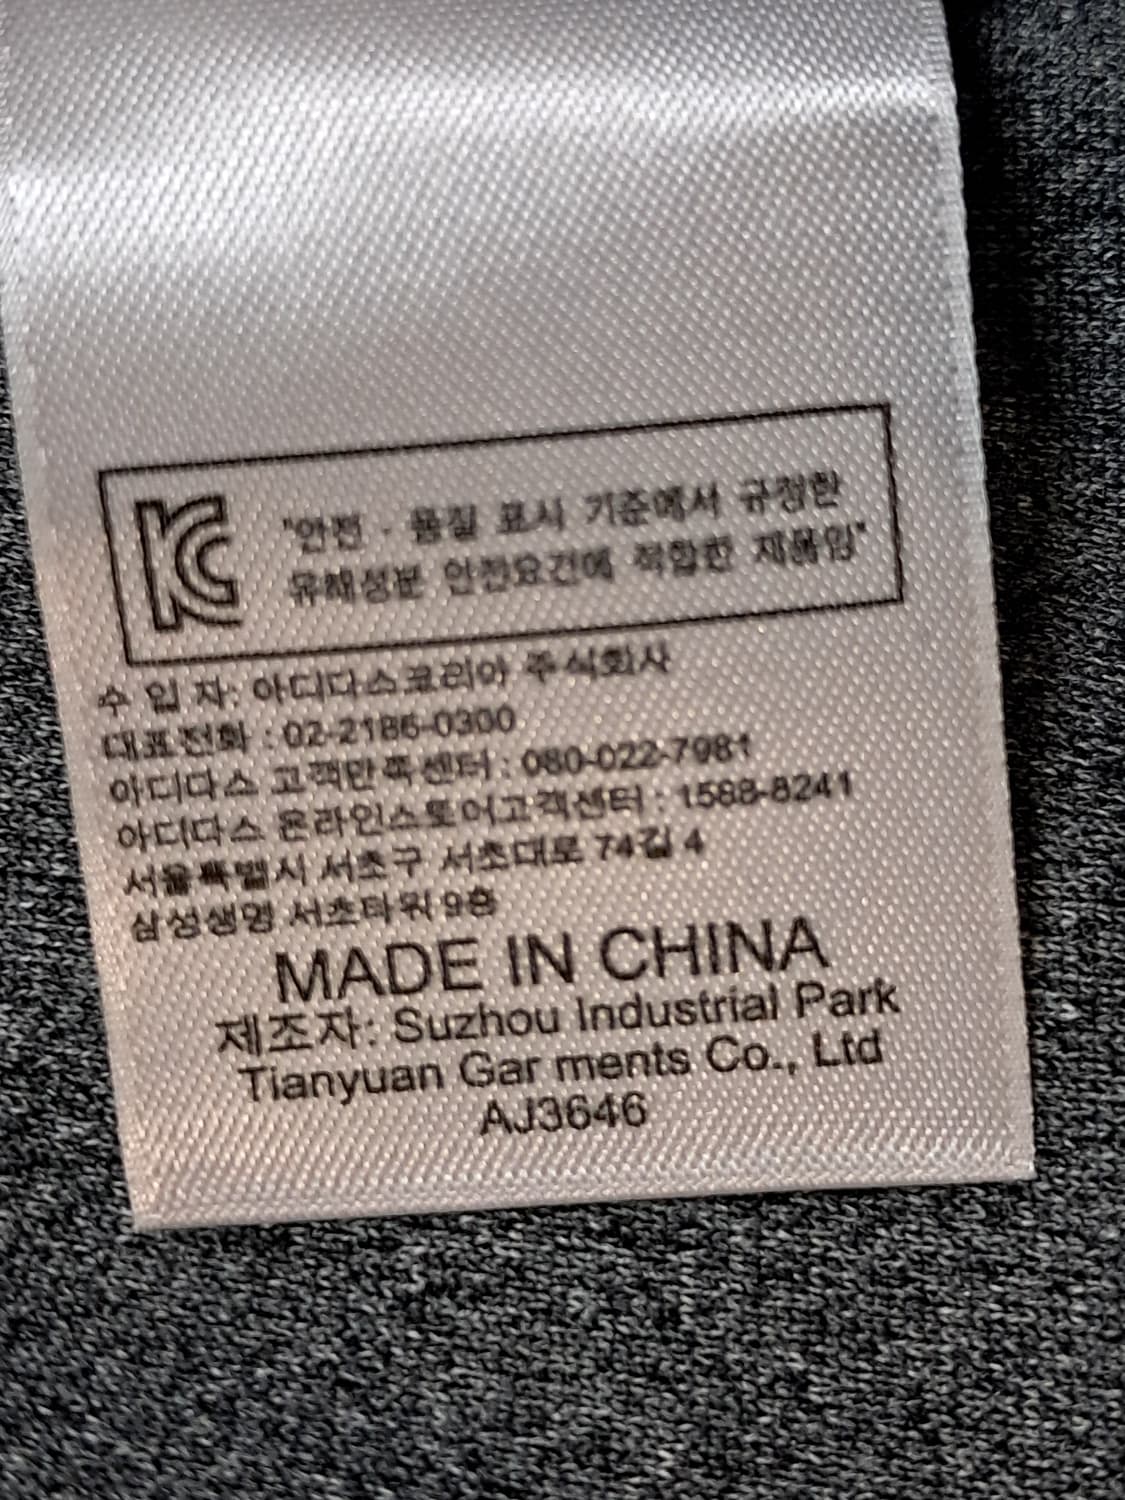 KC
"안전 · 품질 표시 기준에서 규정한
유해성분 안전요건에 적합한 제품임"
수 입 자: 아디다스코리아 주식회사
대표전화 : 02-2186-0300
아디다스 고객만족센터 : 080-022-7981
아디다스 온라인스토어고객센터 : 1588-8241
서울특별시 서초구 서초대로 74길 4
삼성생명 서초타워 9층
MADE IN CHINA
제조자: Suzhou Industrial Park
Tianyuan Gar ments Co., Ltd
AJ3646